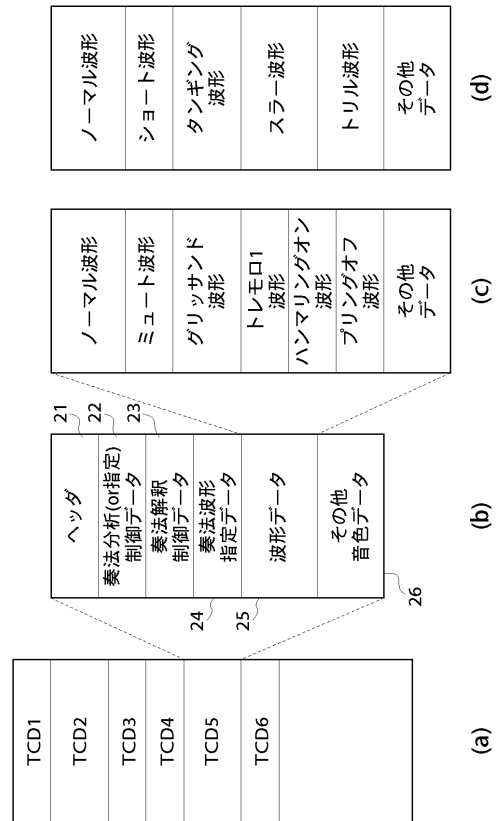 TCD1
TCD2
TCD3
TCD4
TCD5
TCD6
(a)
ヘッダ
21
奏法分析(or指定)
制御データ
22
奏法解釈
制御データ
23
奏法波形
指定データ
24
波形データ
25
その他
音色データ
26
(b)
ノーマル波形
ミュート波形
グリッサンド
波形
トレモロ1
波形
ハンマリングオン
波形
プリングオフ
波形
その他
データ
(c)
ノーマル波形
ショート波形
タンギング
波形
スラー波形
トリル波形
その他
データ
(d)